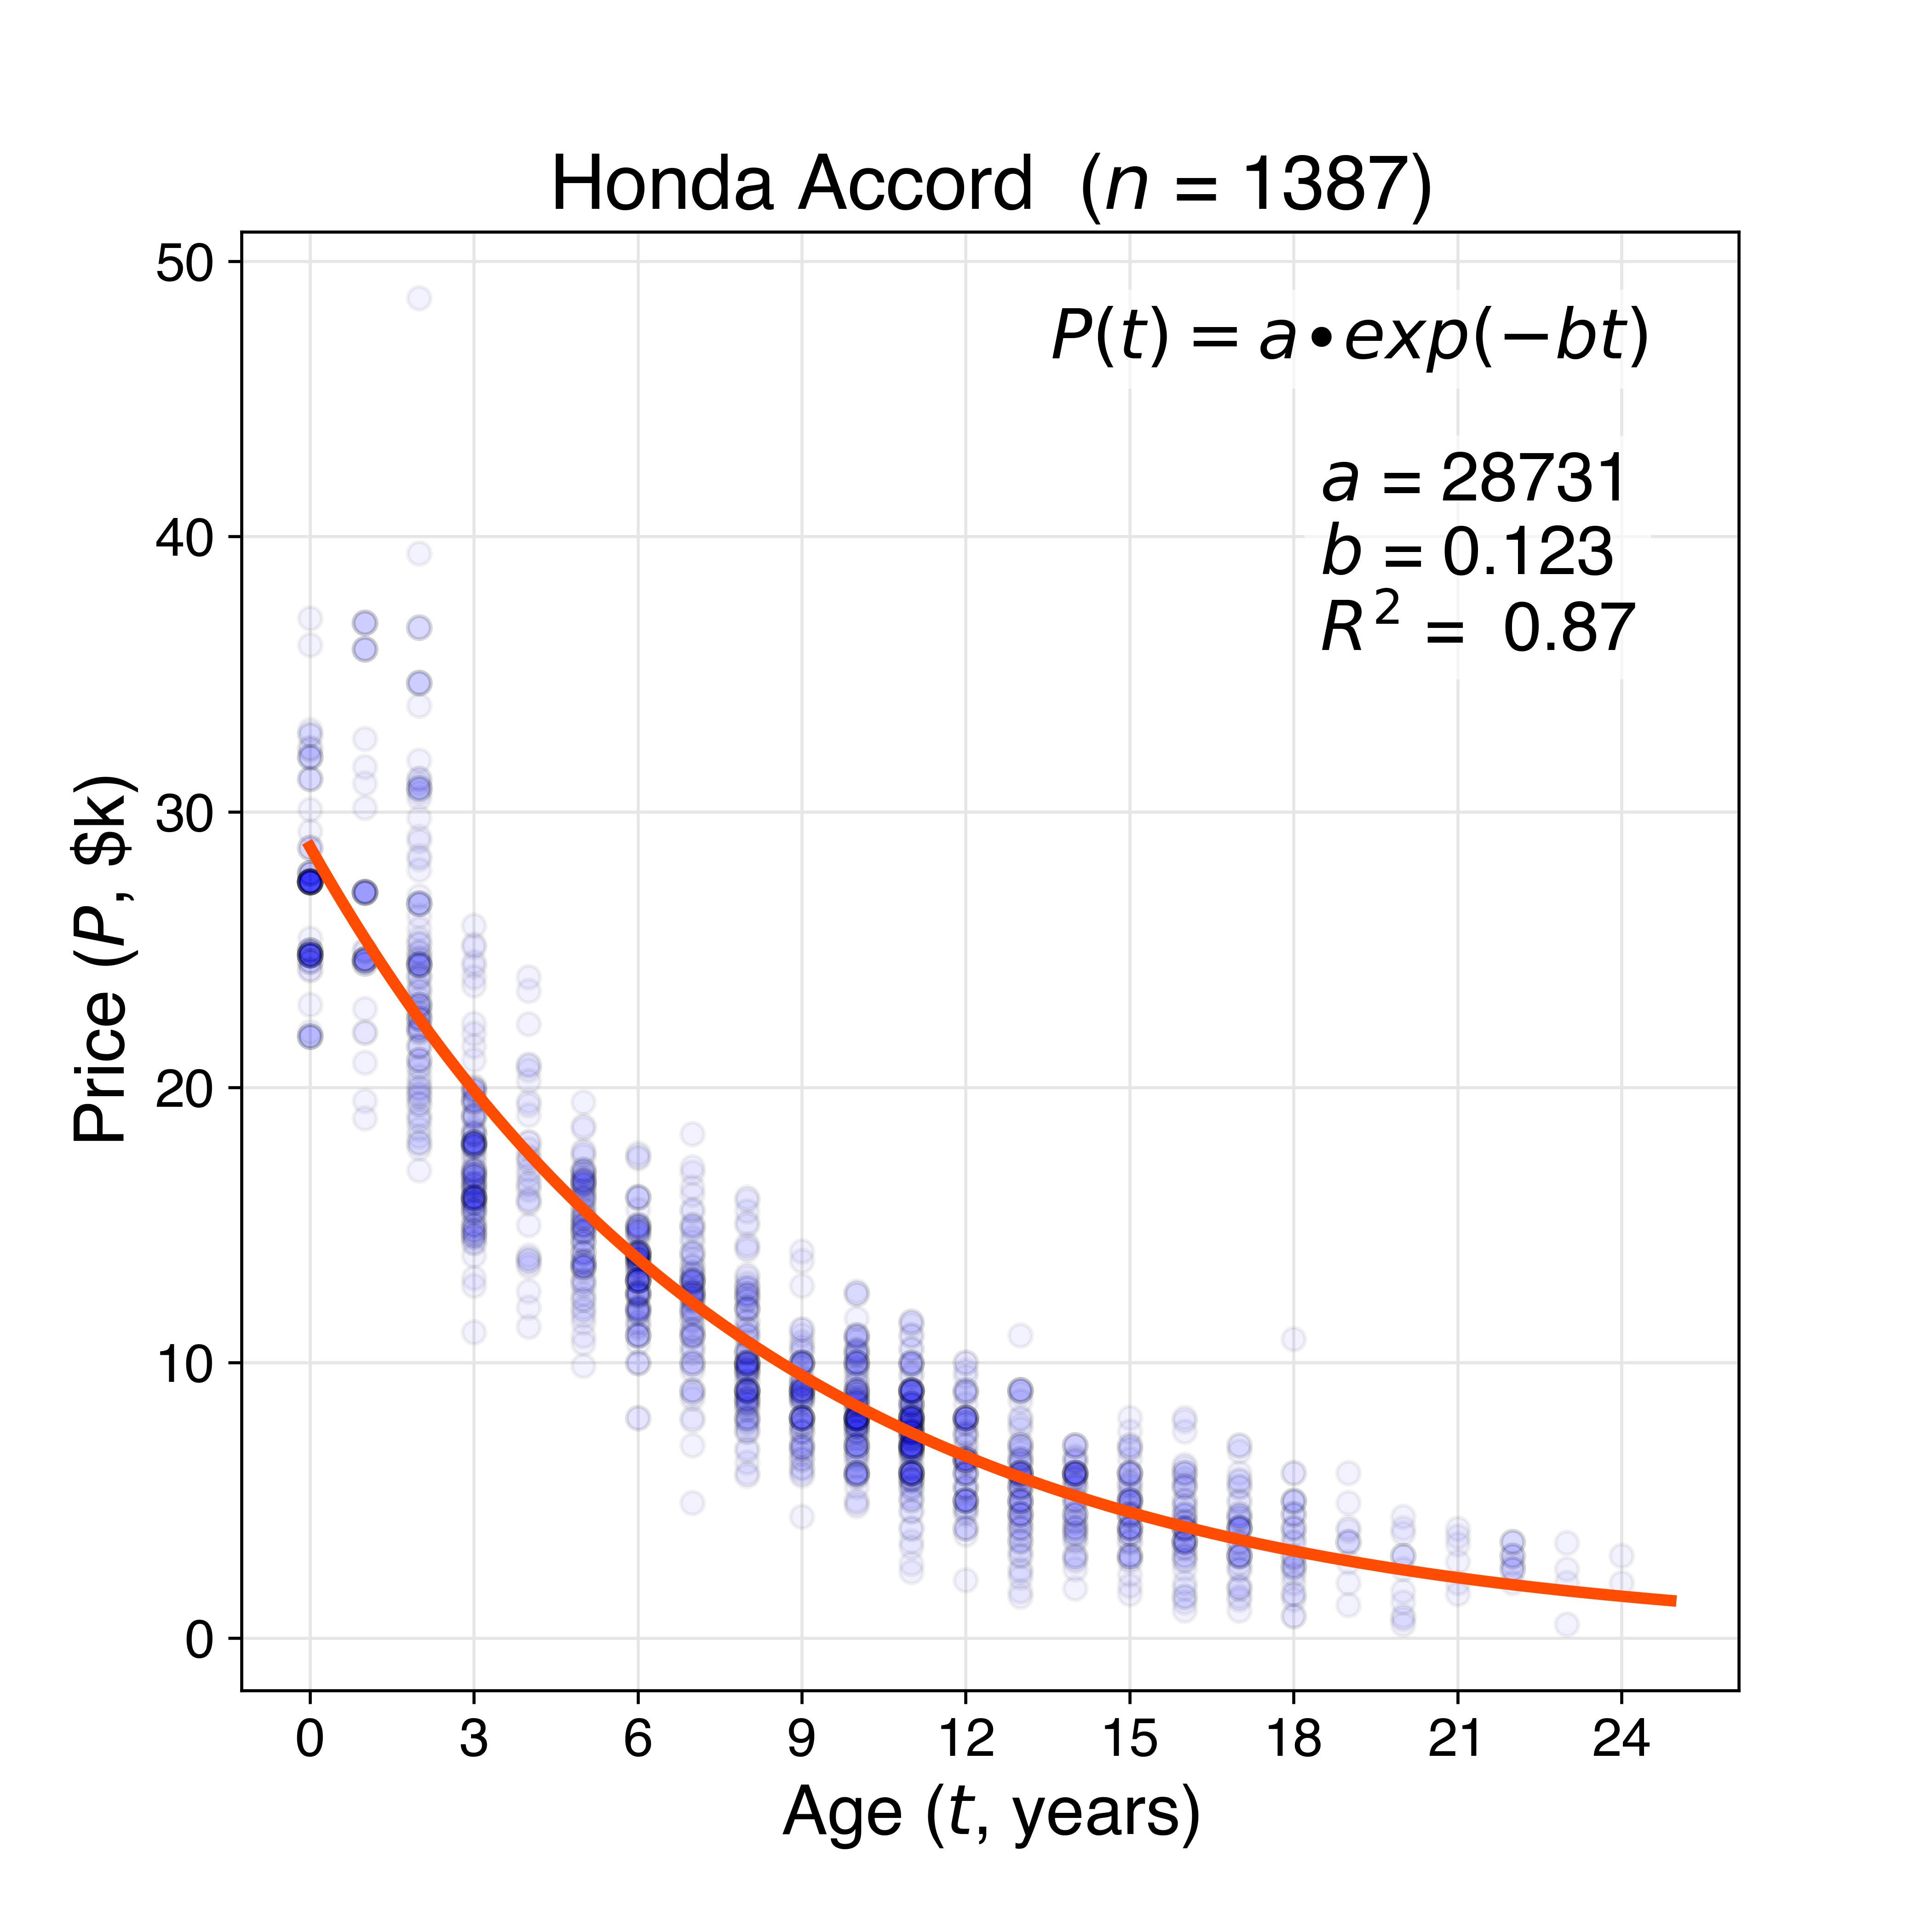 Honda Accord (n = 1387)
P(t) = a•exp(−bt)
a = 28731
b = 0.123
R² = 0.87
Price (P, $k)
50
40
30
20
10
0
0 3 6 9 12 15 18 21 24
Age (t, years)